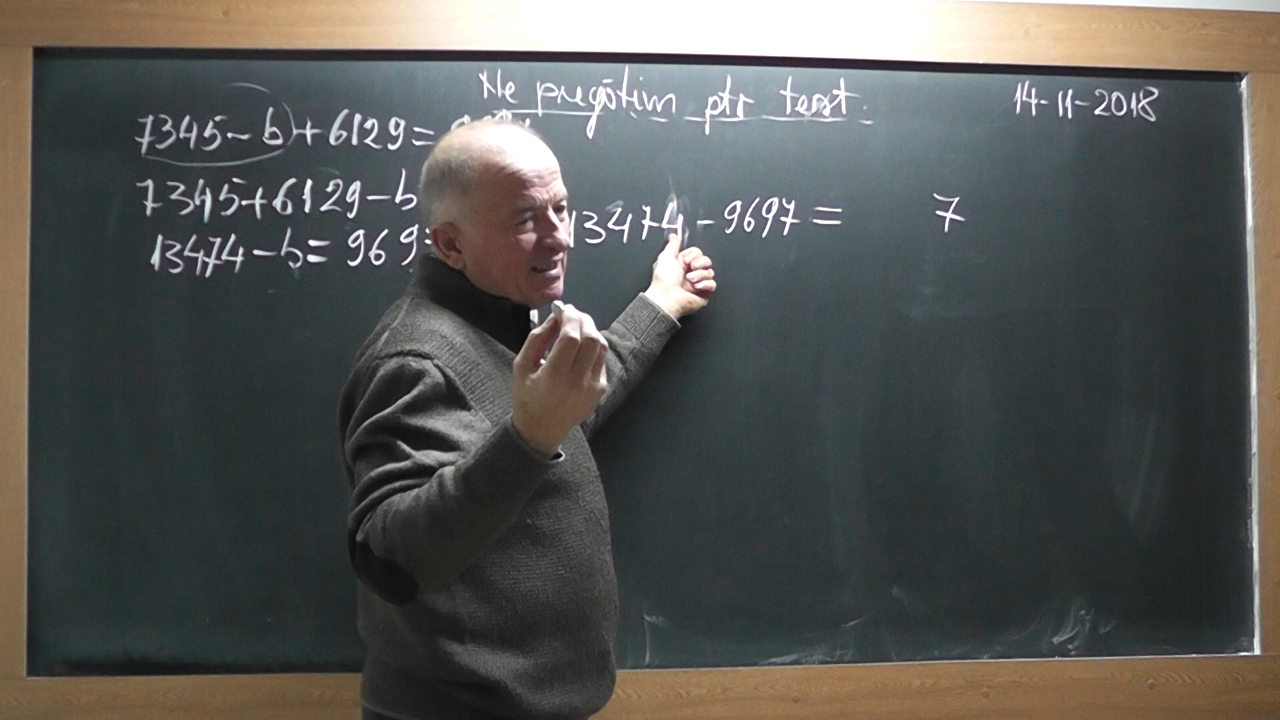 Ne pregătim ptr test.
14-11-2018
7345-b)+6129=
7345+6129-b
13474-b= 969
13474-9697= 7